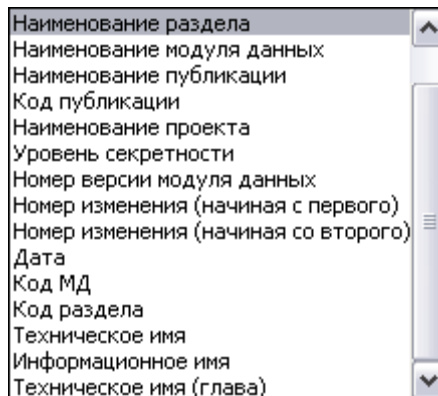 Наименование раздела
Наименование модуля данных
Наименование публикации
Код публикации
Наименование проекта
Уровень секретности
Номер версии модуля данных
Номер изменения (начиная с первого)
Номер изменения (начиная со второго)
Дата
Код МД
Код раздела
Техническое имя
Информационное имя
Техническое имя (глава)